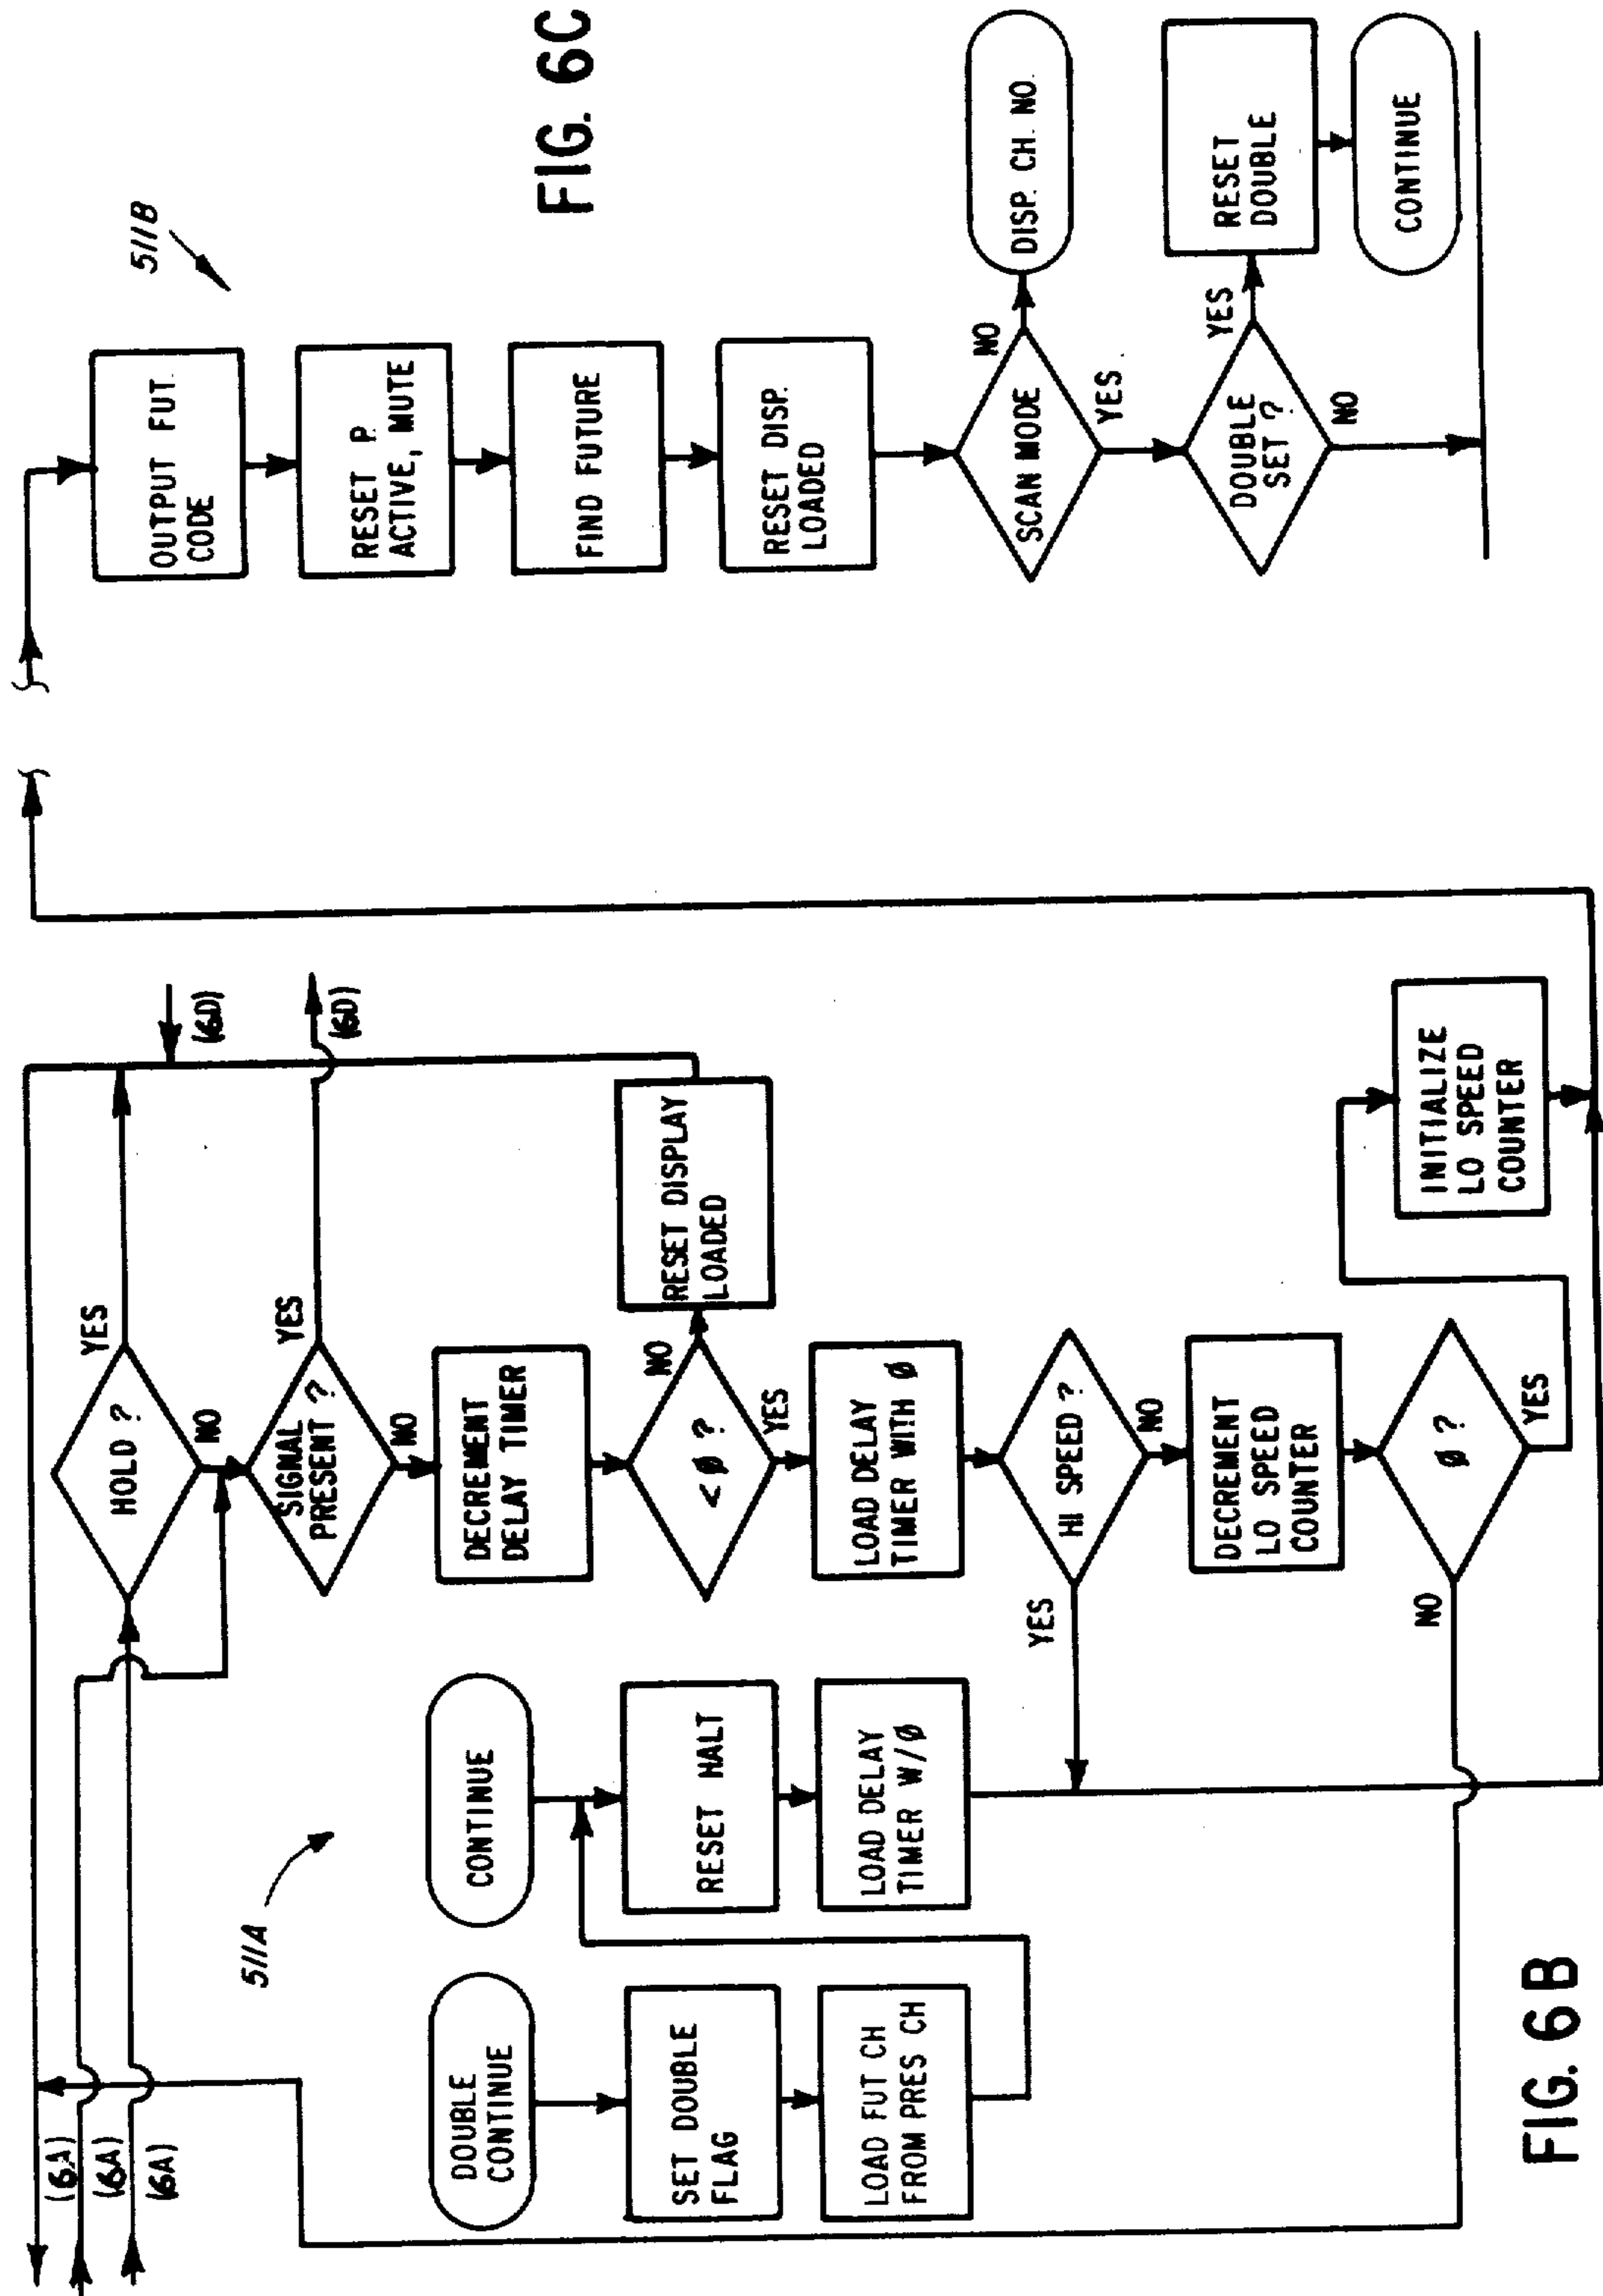 (6A)
(6A)
(6A)
HOLD ?
YES
NO
(6D)
SIGNAL
PRESENT ?
YES
(6D)
NO
DECREMENT
DELAY TIMER
< Ø ?
NO
RESET DISPLAY
LOADED
YES
LOAD DELAY
TIMER WITH Ø
HI SPEED ?
YES
NO
DECREMENT
LO SPEED
COUNTER
Ø ?
NO
YES
INITIALIZE
LO SPEED
COUNTER
511A
DOUBLE
CONTINUE
SET DOUBLE
FLAG
LOAD FUT CH
FROM PRES CH
CONTINUE
RESET HALT
LOAD DELAY
TIMER W/Ø
FIG. 6B
511B
OUTPUT FUT.
CODE
RESET P.
ACTIVE, MUTE
FIND FUTURE
RESET DISP.
LOADED
SCAN MODE
NO
DISP. CH. NO.
YES
DOUBLE
SET ?
YES
RESET
DOUBLE
NO
CONTINUE
FIG. 6C